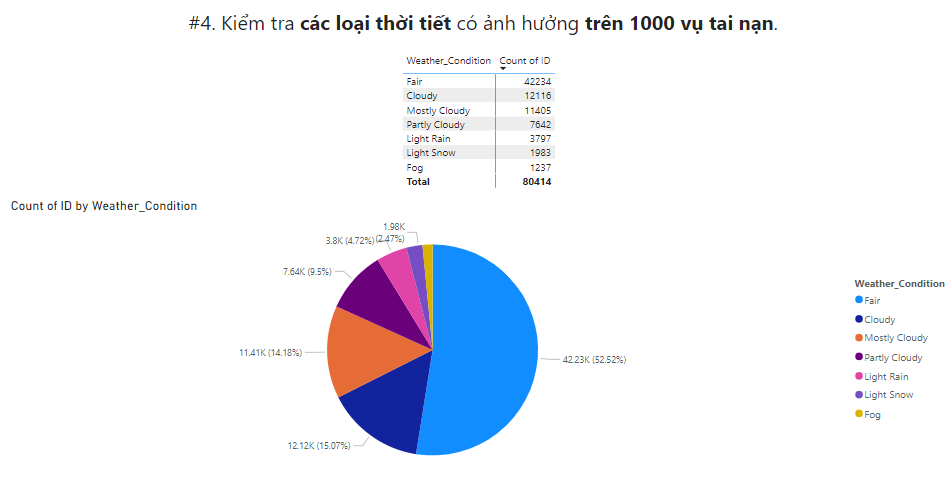 #4. Kiểm tra các loại thời tiết có ảnh hưởng trên 1000 vụ tai nạn.
Weather_Condition Count of ID
Fair 42234
Cloudy 12116
Mostly Cloudy 11405
Partly Cloudy 7642
Light Rain 3797
Light Snow 1983
Fog 1237
Total 80414
Count of ID by Weather_Condition
1.98K
(2.47%)
3.8K (4.72%)
7.64K (9.5%)
11.41K (14.18%)
12.12K (15.07%)
42.23K (52.52%)
Weather_Condition
Fair
Cloudy
Mostly Cloudy
Partly Cloudy
Light Rain
Light Snow
Fog